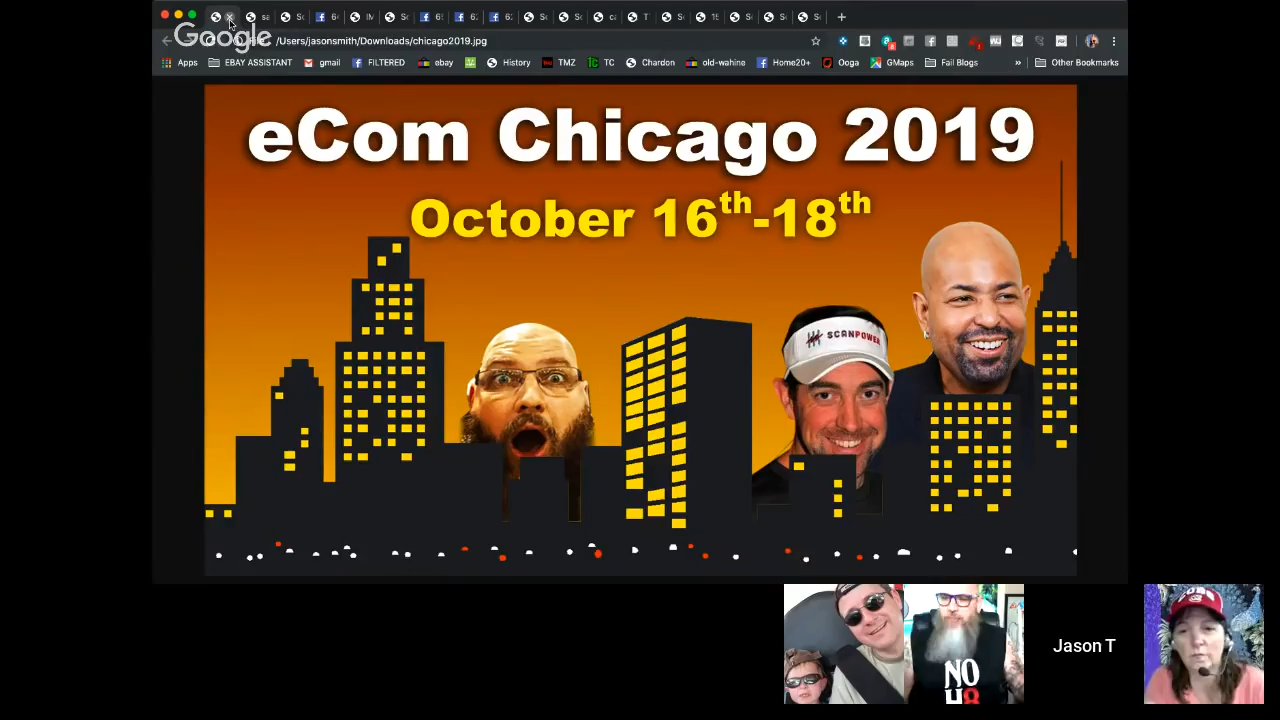 Google
/Users/jasonsmith/Downloads/chicago2019.jpg
Apps EBAY ASSISTANT gmail FILTERED ebay History TMZ TC Chardon old-wahine Home20+ Ooga GMaps Fail Blogs » Other Bookmarks
eCom Chicago 2019
October 16th-18th
SCANPOWER
NO
H8
Jason T